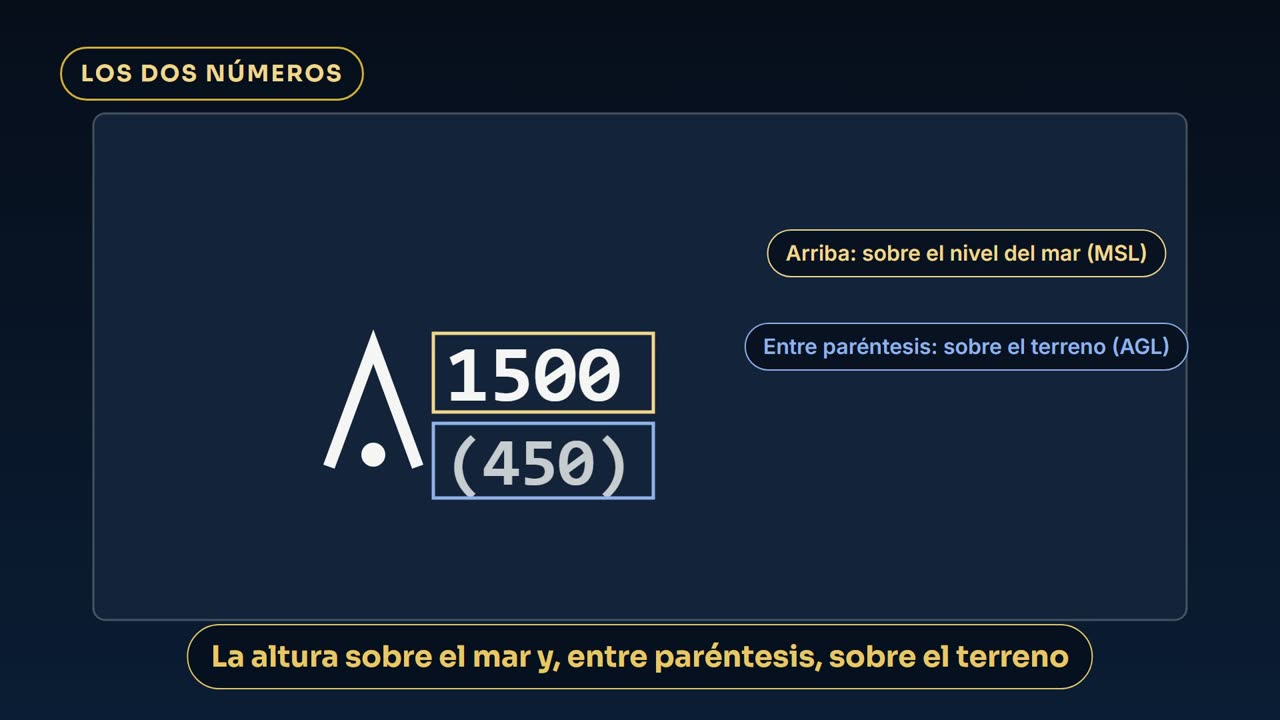 LOS DOS NÚMEROS
Arriba: sobre el nivel del mar (MSL)
Entre paréntesis: sobre el terreno (AGL)
1500
(450)
La altura sobre el mar y, entre paréntesis, sobre el terreno